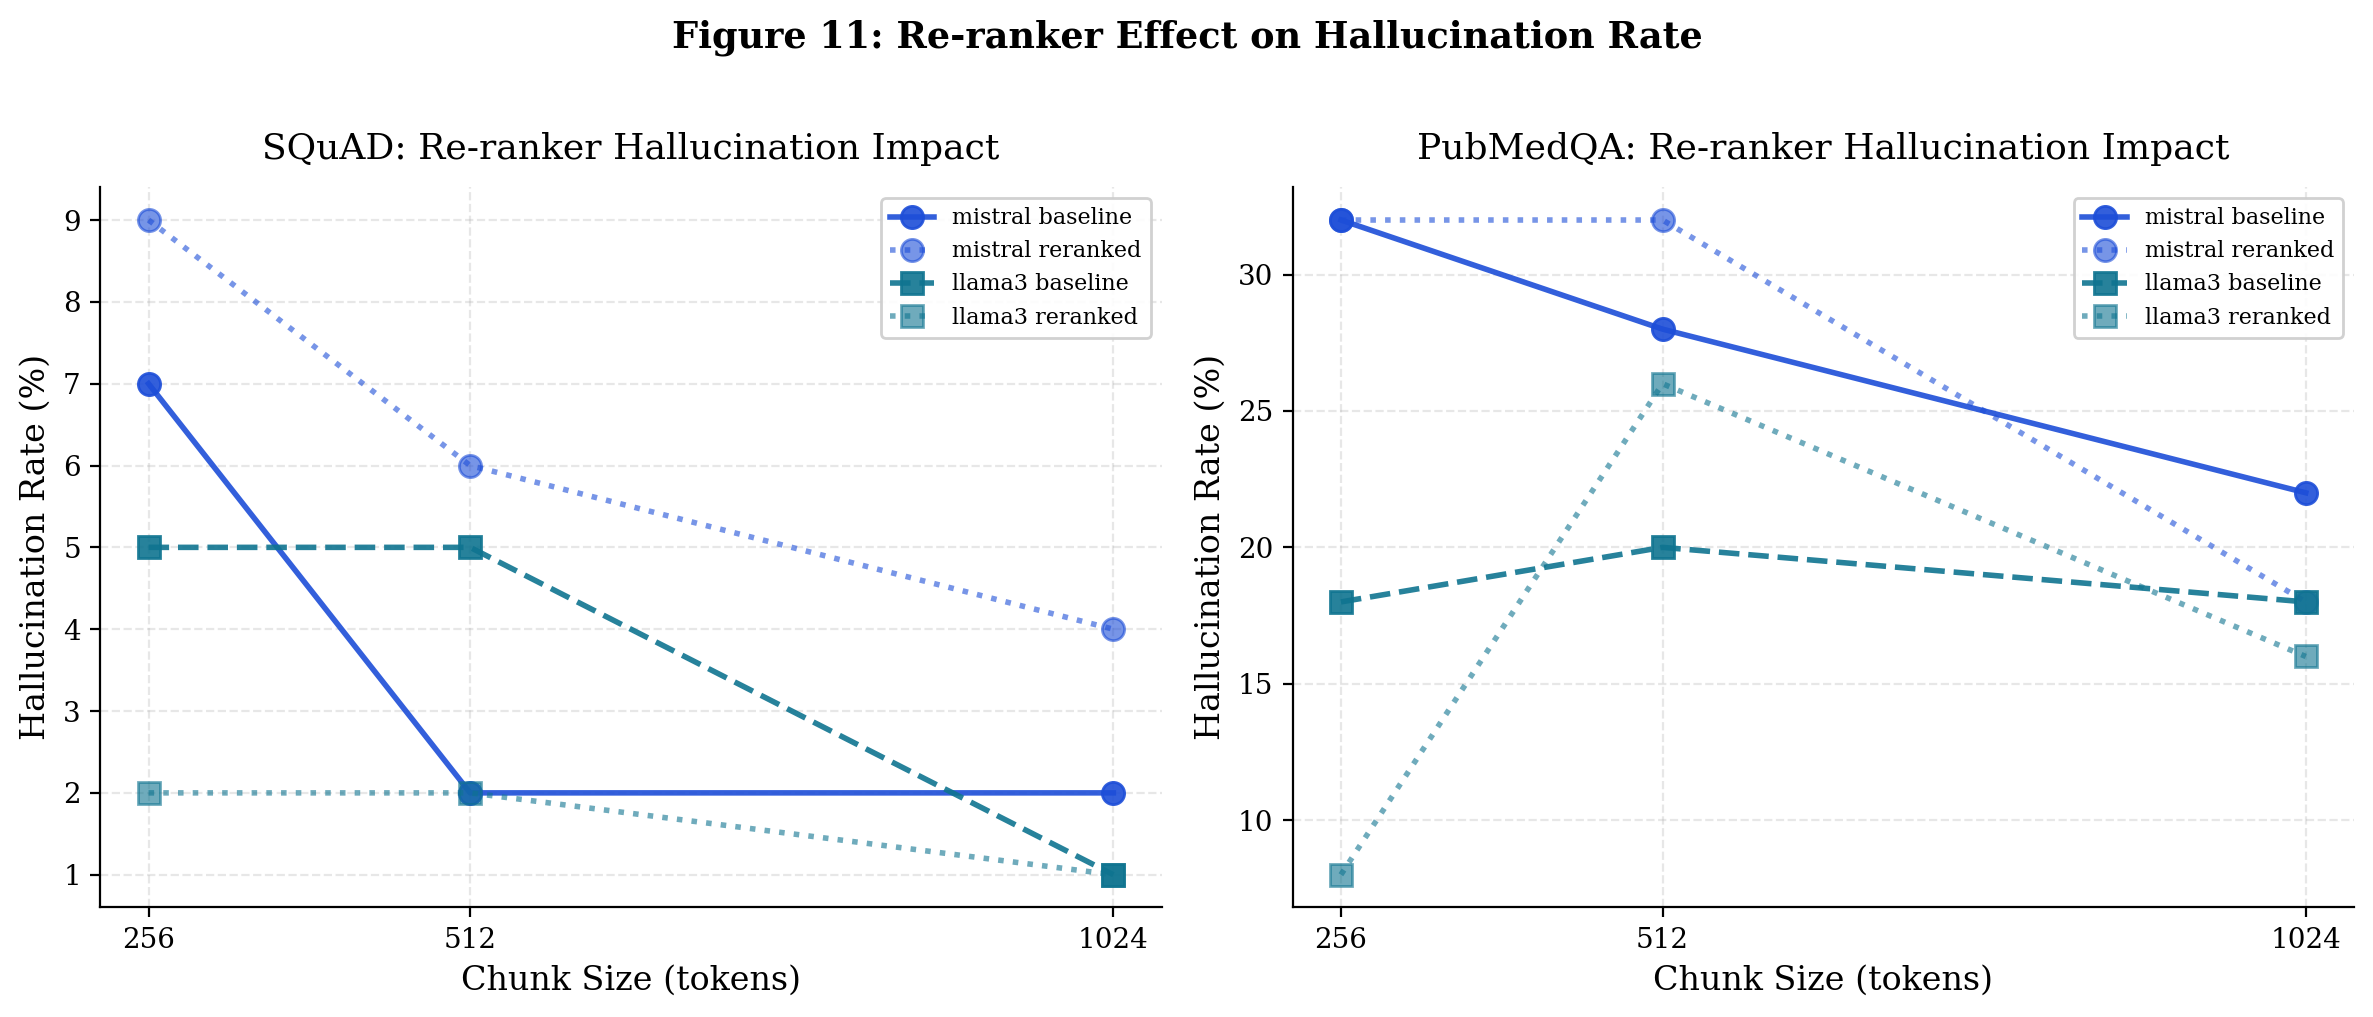 Figure 11: Re-ranker Effect on Hallucination Rate
SQuAD: Re-ranker Hallucination Impact
Hallucination Rate (%)
9
8
7
6
5
4
3
2
1
256
512
1024
Chunk Size (tokens)
mistral baseline
mistral reranked
llama3 baseline
llama3 reranked
PubMedQA: Re-ranker Hallucination Impact
Hallucination Rate (%)
30
25
20
15
10
256
512
1024
Chunk Size (tokens)
mistral baseline
mistral reranked
llama3 baseline
llama3 reranked